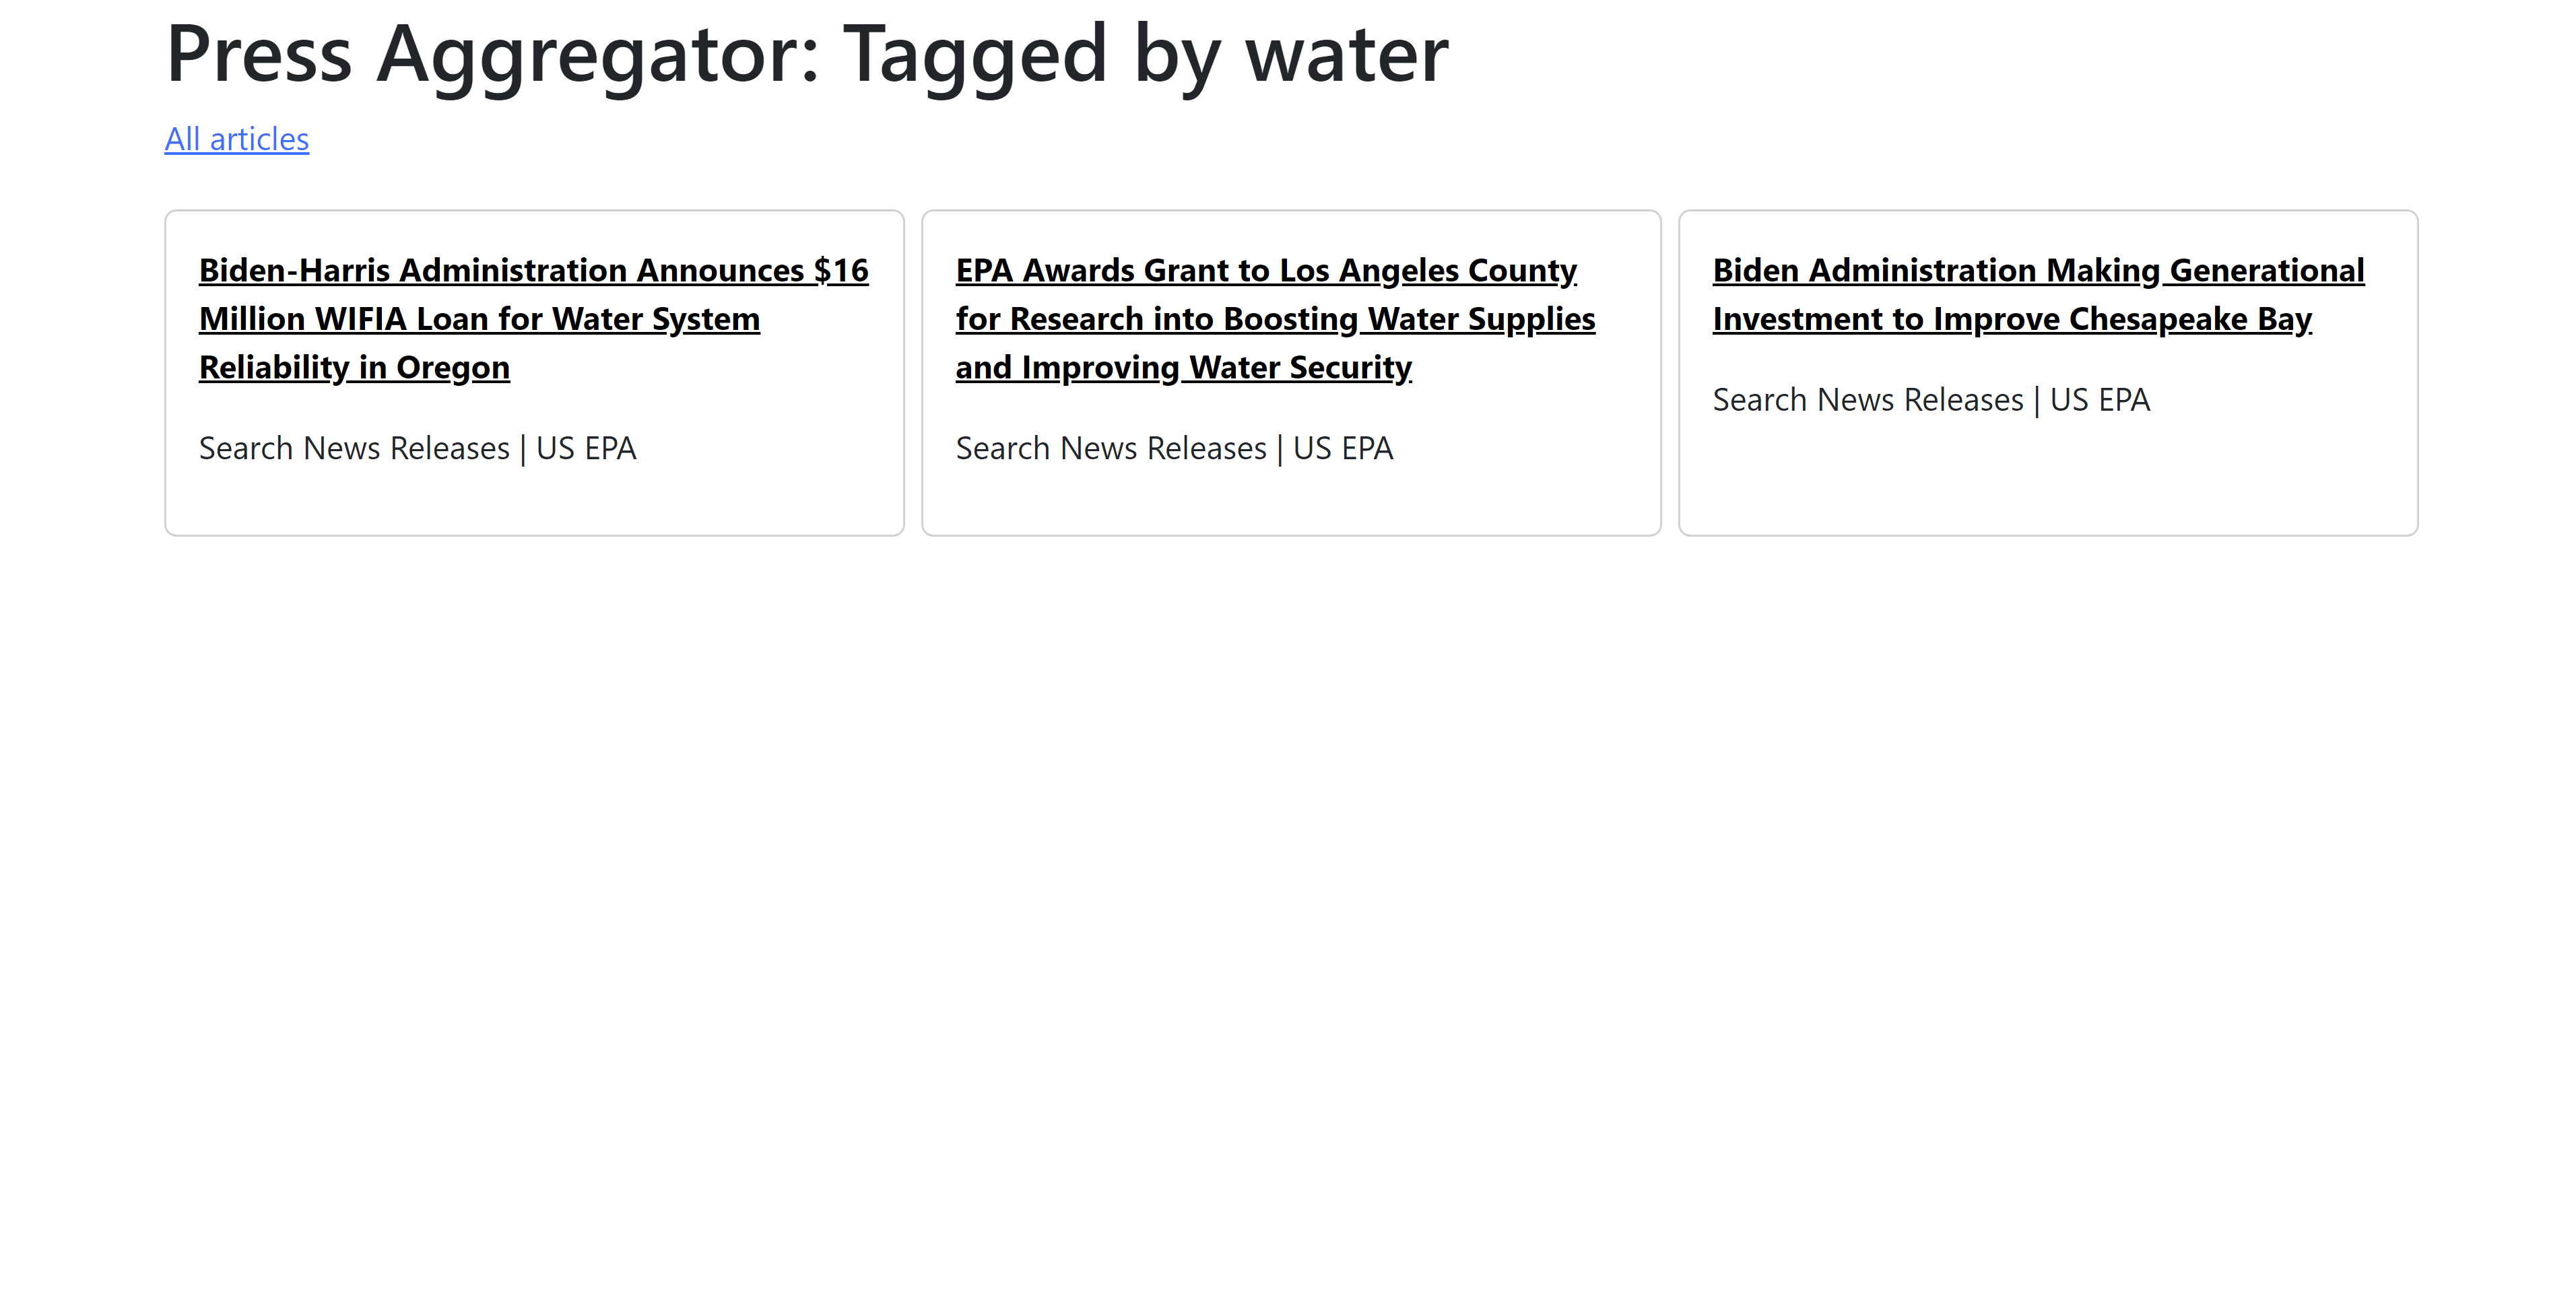 Press Aggregator: Tagged by water
All articles
Biden-Harris Administration Announces $16
Million WIFIA Loan for Water System
Reliability in Oregon
Search News Releases | US EPA
EPA Awards Grant to Los Angeles County
for Research into Boosting Water Supplies
and Improving Water Security
Search News Releases | US EPA
Biden Administration Making Generational
Investment to Improve Chesapeake Bay
Search News Releases | US EPA